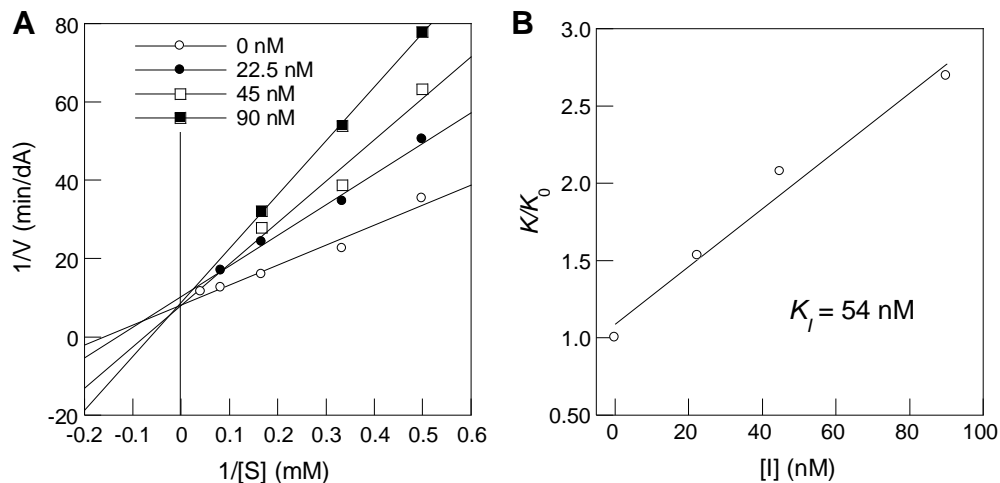 A
80
60
40
20
0
-20
1/V (min/dA)
0 nM
22.5 nM
45 nM
90 nM
-0.2 -0.1 0 0.1 0.2 0.3 0.4 0.5 0.6
1/[S] (mM)
B
3.0
2.5
2.0
1.5
1.0
0.50
K/K0
KI = 54 nM
0 20 40 60 80 100
[I] (nM)